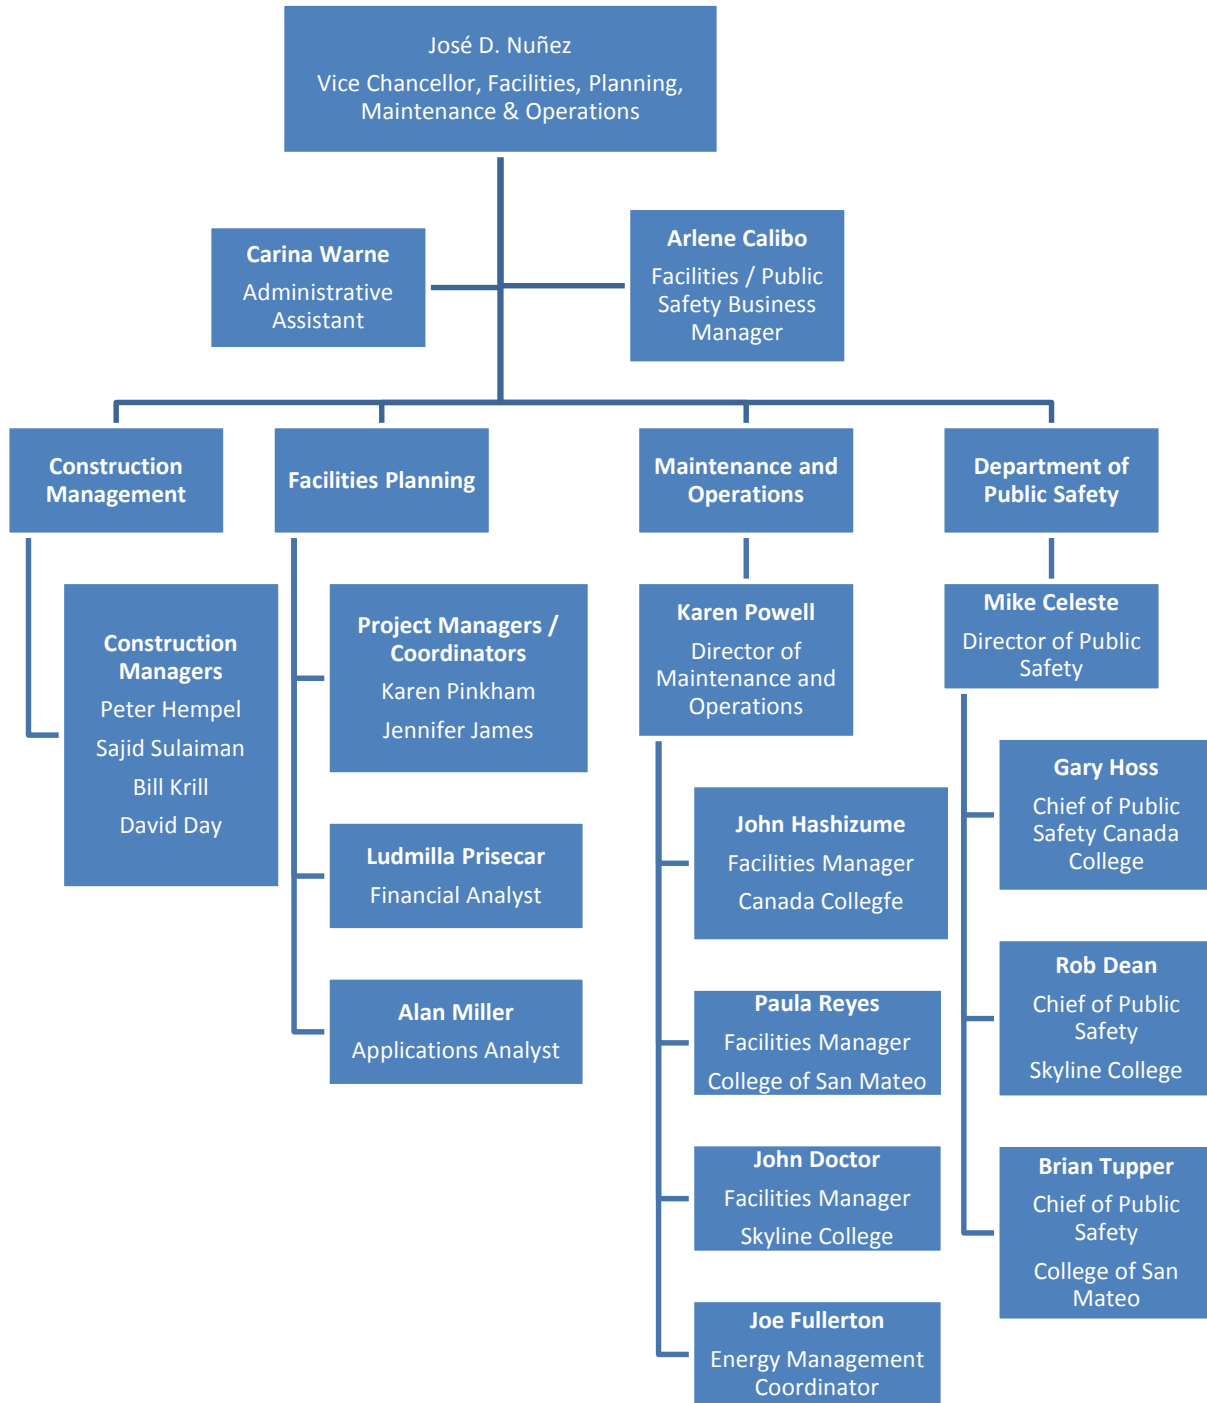 José D. Nuñez
Vice Chancellor, Facilities, Planning,
Maintenance & Operations
Carina Warne
Administrative
Assistant
Arlene Calibo
Facilities / Public
Safety Business
Manager
Construction
Management
Facilities Planning
Maintenance and
Operations
Department of
Public Safety
Construction
Managers
Peter Hempel
Sajid Sulaiman
Bill Krill
David Day
Project Managers /
Coordinators
Karen Pinkham
Jennifer James
Ludmilla Prisecar
Financial Analyst
Alan Miller
Applications Analyst
Karen Powell
Director of
Maintenance and
Operations
John Hashizume
Facilities Manager
Canada Collegfe
Paula Reyes
Facilities Manager
College of San Mateo
John Doctor
Facilities Manager
Skyline College
Joe Fullerton
Energy Management
Coordinator
Mike Celeste
Director of Public
Safety
Gary Hoss
Chief of Public
Safety Canada
College
Rob Dean
Chief of Public
Safety
Skyline College
Brian Tupper
Chief of Public
Safety
College of San
Mateo